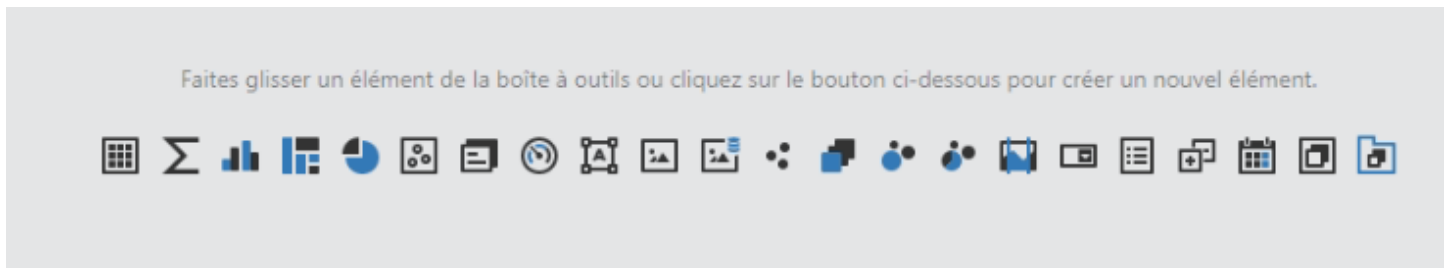 Faites glisser un élément de la boîte à outils ou cliquez sur le bouton ci-dessous pour créer un nouvel élément.